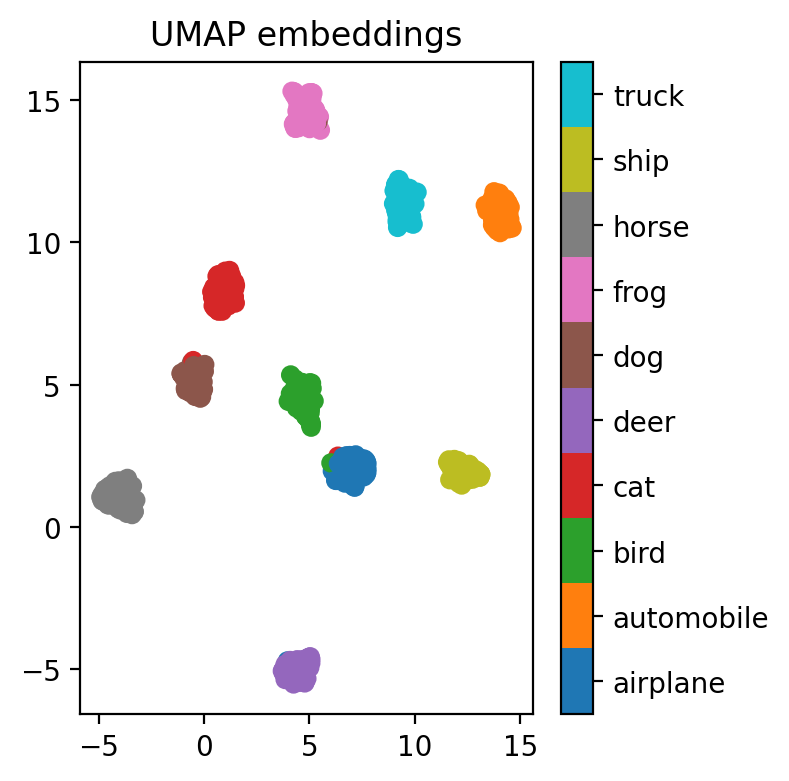 UMAP embeddings
15
10
5
0
−5
−5
0
5
10
15
truck
ship
horse
frog
dog
deer
cat
bird
automobile
airplane